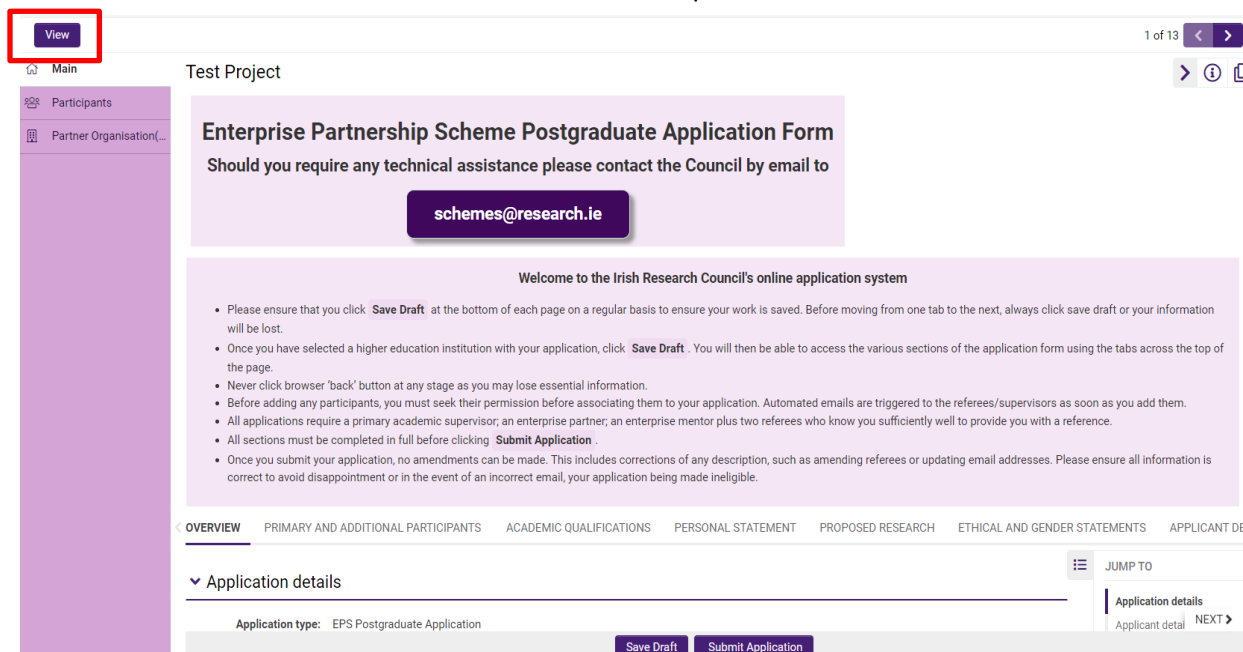 View
1 of 13
Main
Participants
Partner Organisation(...
Test Project
Enterprise Partnership Scheme Postgraduate Application Form
Should you require any technical assistance please contact the Council by email to
schemes@research.ie
Welcome to the Irish Research Council's online application system
• Please ensure that you click Save Draft at the bottom of each page on a regular basis to ensure your work is saved. Before moving from one tab to the next, always click save draft or your information
will be lost.
• Once you have selected a higher education institution with your application, click Save Draft . You will then be able to access the various sections of the application form using the tabs across the top of
the page.
• Never click browser 'back' button at any stage as you may lose essential information.
• Before adding any participants, you must seek their permission before associating them to your application. Automated emails are triggered to the referees/supervisors as soon as you add them.
• All applications require a primary academic supervisor; an enterprise partner; an enterprise mentor plus two referees who know you sufficiently well to provide you with a reference.
• All sections must be completed in full before clicking Submit Application .
• Once you submit your application, no amendments can be made. This includes corrections of any description, such as amending referees or updating email addresses. Please ensure all information is
correct to avoid disappointment or in the event of an incorrect email, your application being made ineligible.
OVERVIEW PRIMARY AND ADDITIONAL PARTICIPANTS ACADEMIC QUALIFICATIONS PERSONAL STATEMENT PROPOSED RESEARCH ETHICAL AND GENDER STATEMENTS APPLICANT DE
Application details
Application type: EPS Postgraduate Application
JUMP TO
Application details
Applicant detai
NEXT
Save Draft Submit Application